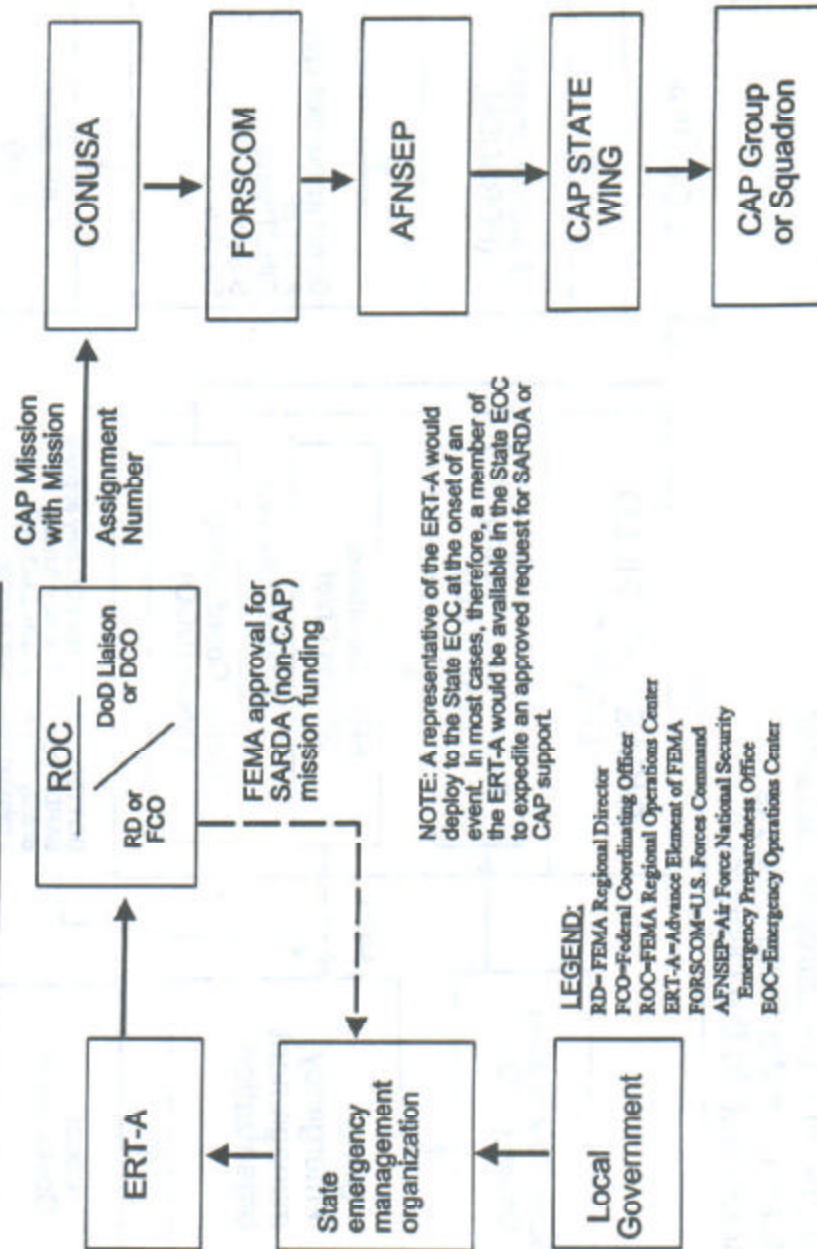 ERT-A
State
emergency
management
organization
Local
Government
ROC
RD or
FCO
DoD Liaison
or DCO
CAP Mission
with Mission
Assignment
Number
FEMA approval for
SARDA (non-CAP)
mission funding
CONUSA
FORSCOM
AFNSEP
CAP STATE
WING
CAP Group
or Squadron
NOTE: A representative of the ERT-A would
deploy to the State EOC at the onset of an
event. In most cases, therefore, a member of
the ERT-A would be available in the State EOC
to expedite an approved request for SARDA or
CAP support.
LEGEND:
RD=FEMA Regional Director
FCO=Federal Coordinating Officer
ROC=FEMA Regional Operations Center
ERT-A=Advance Element of FEMA
FORSCOM=U.S. Forces Command
AFNSEP=Air Force National Security
Emergency Preparedness Office
EOC=Emergency Operations Center